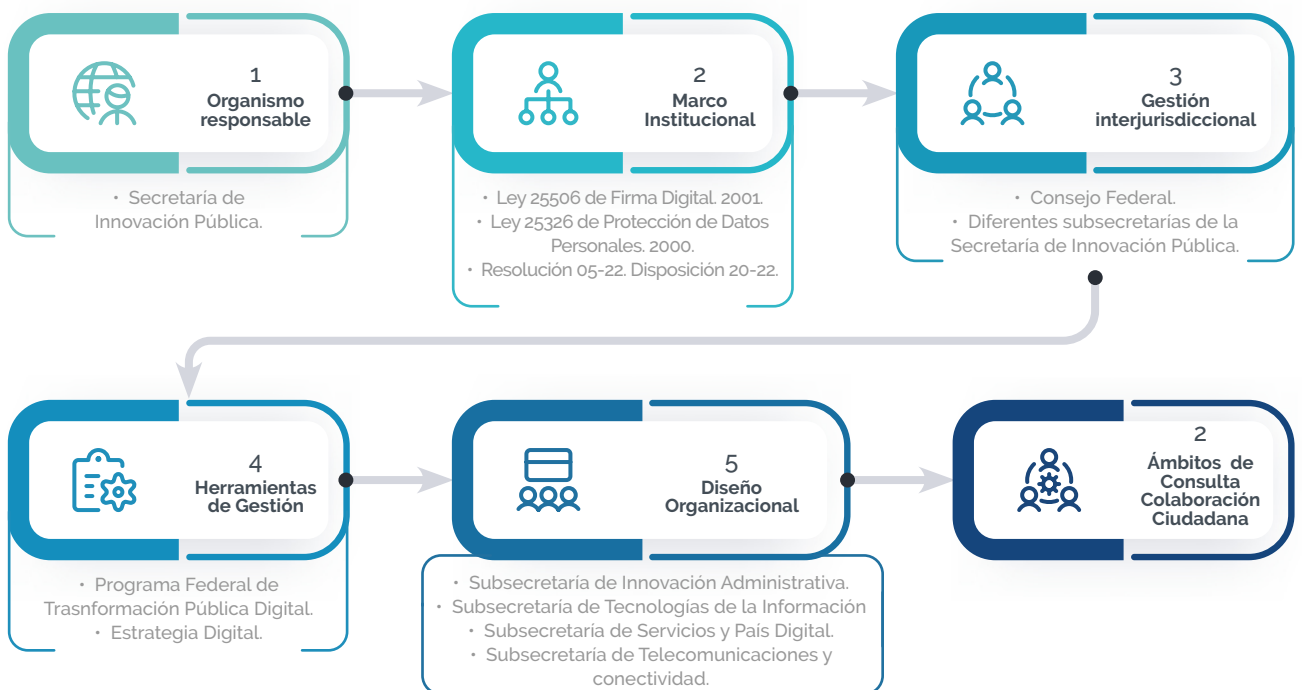 1
Organismo
responsable
• Secretaría de
Innovación Pública.
2
Marco
Institucional
• Ley 25506 de Firma Digital. 2001.
• Ley 25326 de Protección de Datos
Personales. 2000.
• Resolución 05-22. Disposición 20-22.
3
Gestión
interjurisdiccional
• Consejo Federal.
• Diferentes subsecretarías de la
Secretaría de Innovación Pública.
4
Herramientas
de Gestión
• Programa Federal de
Trasnformación Pública Digital.
• Estrategia Digital.
5
Diseño
Organizacional
• Subsecretaría de Innovación Administrativa.
• Subsecretaría de Tecnologías de la Información
• Subsecretaría de Servicios y País Digital.
• Subsecretaría de Telecomunicaciones y
conectividad.
2
Ámbitos de
Consulta
Colaboración
Ciudadana